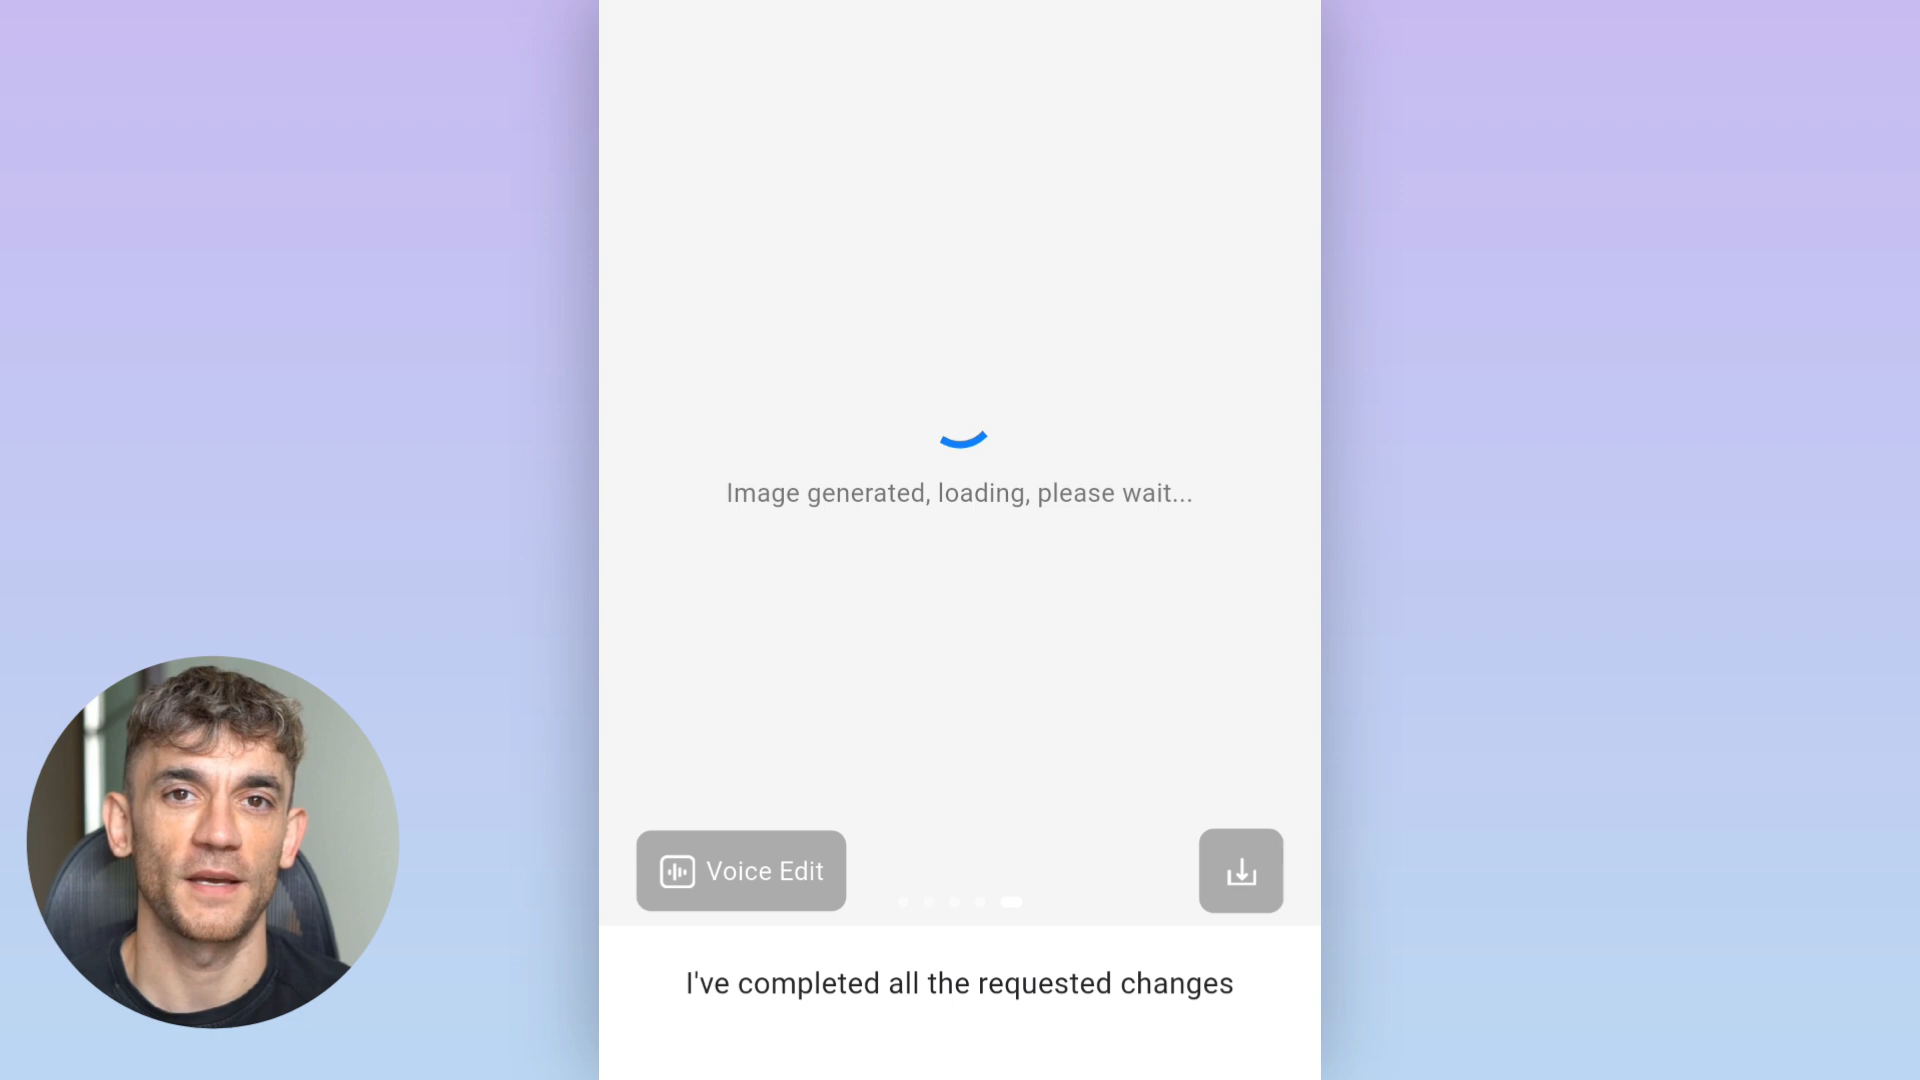 Image generated, loading, please wait...
Voice Edit
I've completed all the requested changes